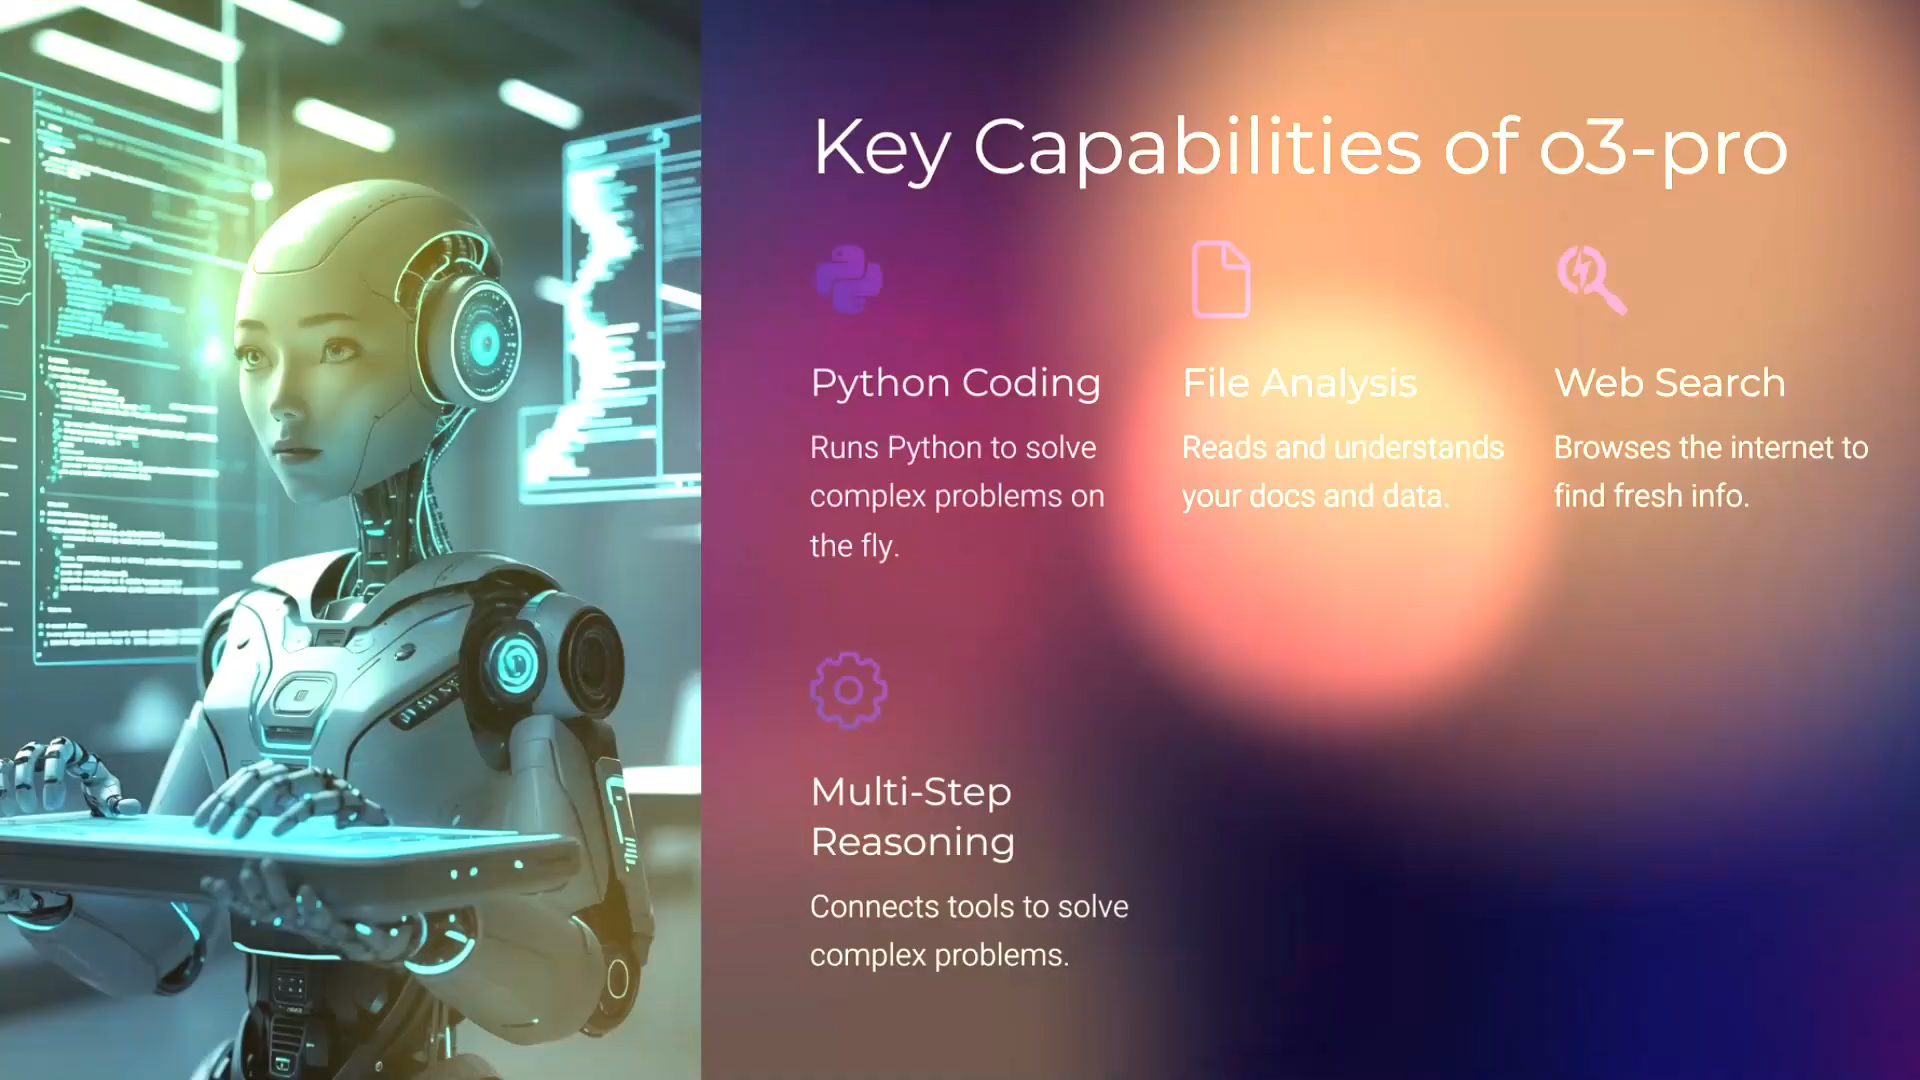 Key Capabilities of o3-pro
Python Coding
Runs Python to solve
complex problems on
the fly.
File Analysis
Reads and understands
your docs and data.
Web Search
Browses the internet to
find fresh info.
Multi-Step
Reasoning
Connects tools to solve
complex problems.